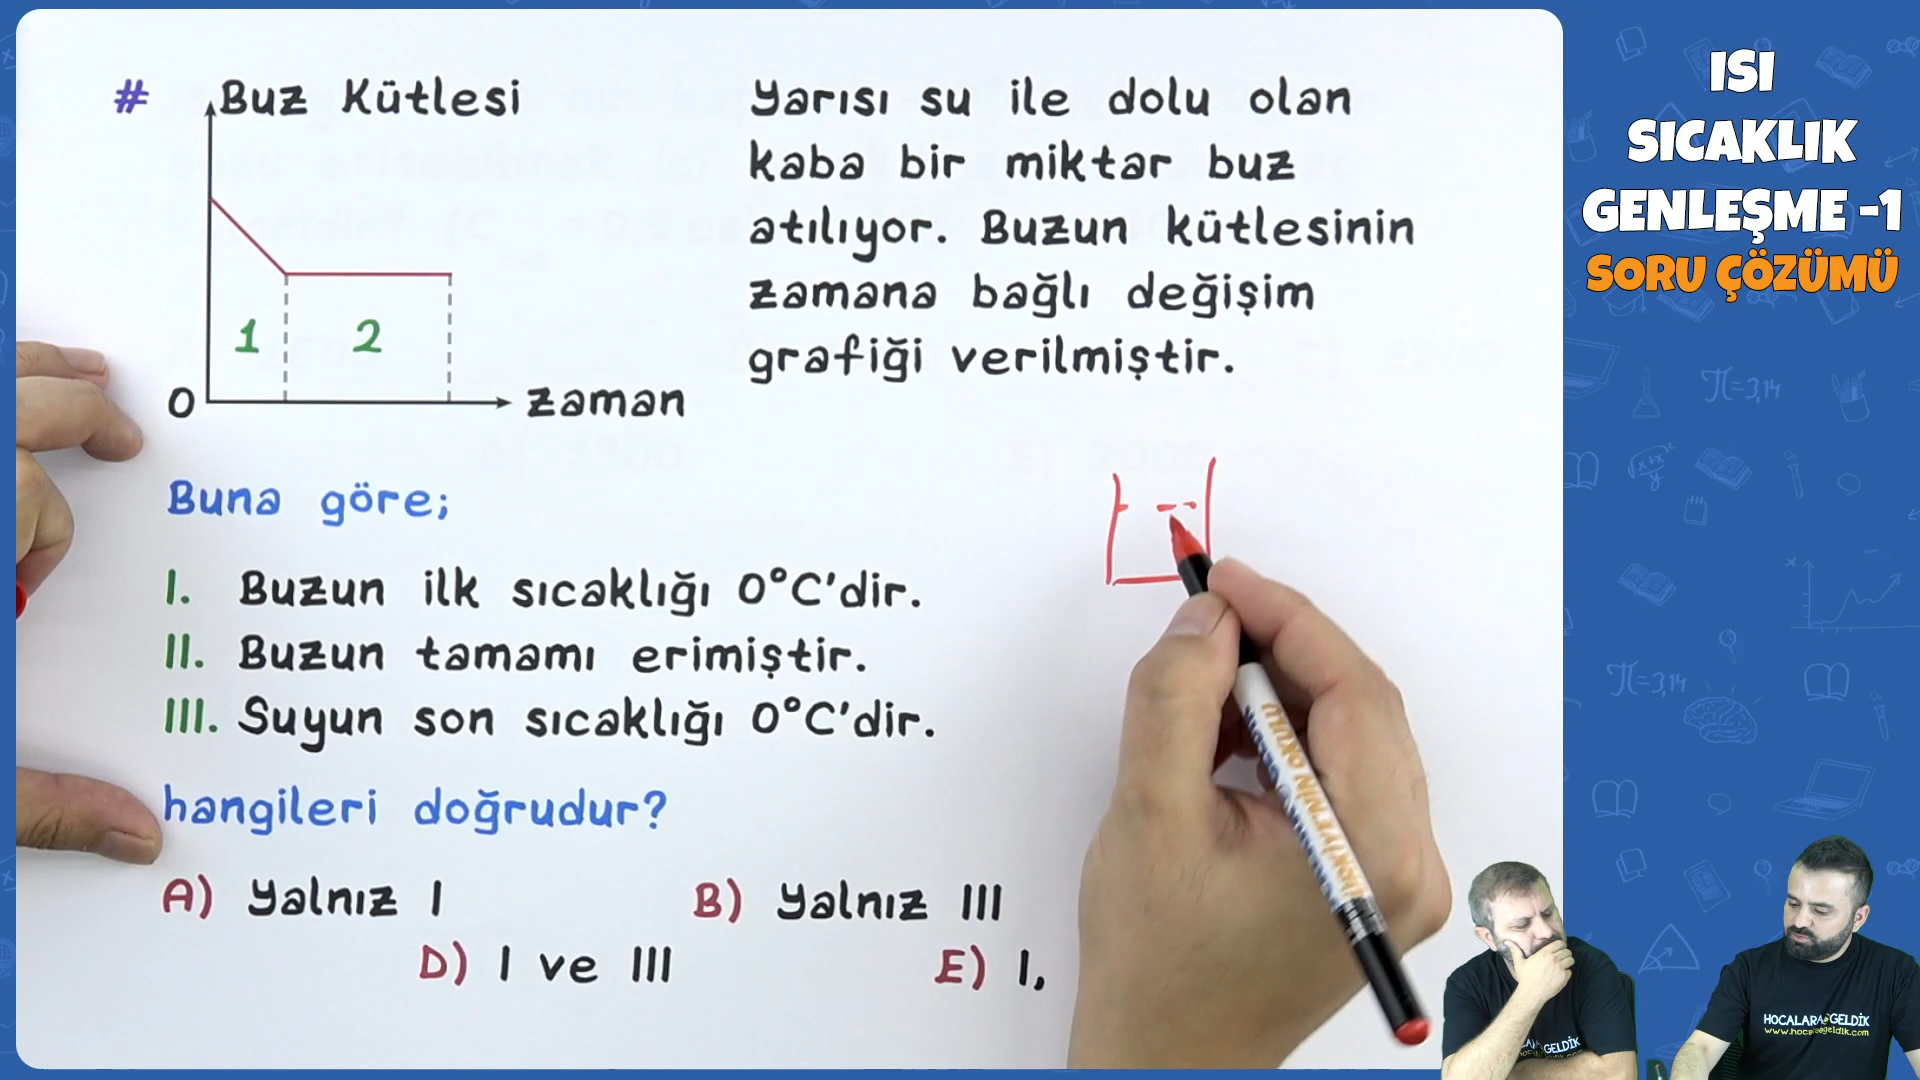 # Buz Kütlesi
1 2
0 zaman
Yarısı su ile dolu olan
kaba bir miktar buz
atılıyor. Buzun kütlesinin
zamana bağlı değişim
grafiği verilmiştir.
Buna göre;
I. Buzun ilk sıcaklığı 0°C'dir.
II. Buzun tamamı erimiştir.
III. Suyun son sıcaklığı 0°C'dir.
hangileri doğrudur?
A) Yalnız I B) Yalnız III
D) I ve III E) I,
ISI
SICAKLIK
GENLEŞME -1
SORU ÇÖZÜMÜ
π=3,14
π=3,14
GELDİK
HOCALARA GELDİK